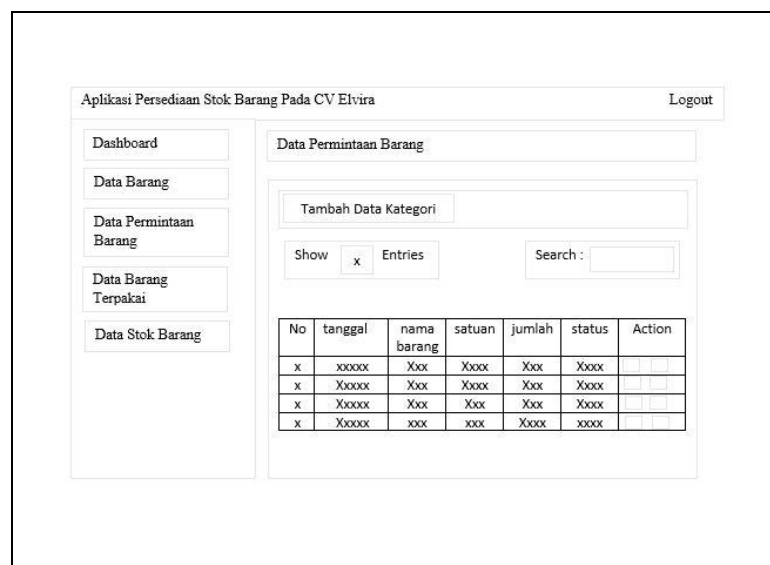 Aplikasi Persediaan Stok Barang Pada CV Elvira Logout
Dashboard
Data Barang
Data Permintaan
Barang
Data Barang
Terpakai
Data Stok Barang
Data Permintaan Barang
Tambah Data Kategori
Show x Entries Search :
No tanggal nama barang satuan jumlah status Action
x xxxxx Xxx Xxxx Xxx Xxxx
x Xxxxx Xxx Xxxx Xxx Xxxx
x Xxxxx Xxx Xxx Xxx Xxxx
x Xxxxx xxx xxx Xxxx xxxx